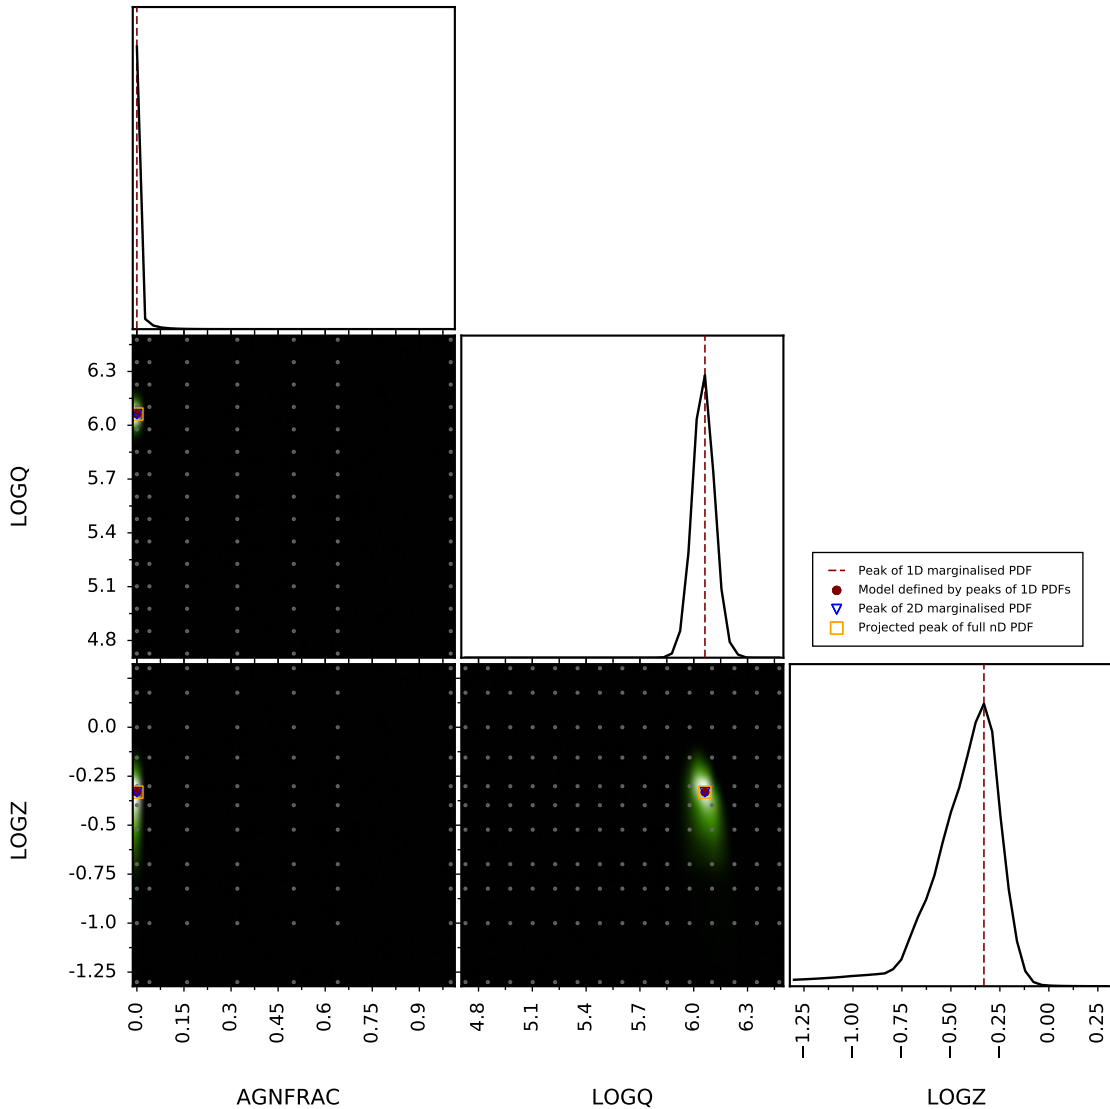 6.3
6.0
5.7
5.4
5.1
4.8
LOGQ
Peak of 1D marginalised PDF
Model defined by peaks of 1D PDFs
Peak of 2D marginalised PDF
Projected peak of full nD PDF
0.0
-0.25
-0.5
-0.75
-1.0
-1.25
LOGZ
0.0 0.15 0.3 0.45 0.6 0.75 0.9
4.8 5.1 5.4 5.7 6.0 6.3
−1.25 −1.00 −0.75 −0.50 −0.25 0.00 0.25
AGNFRAC LOGQ LOGZ